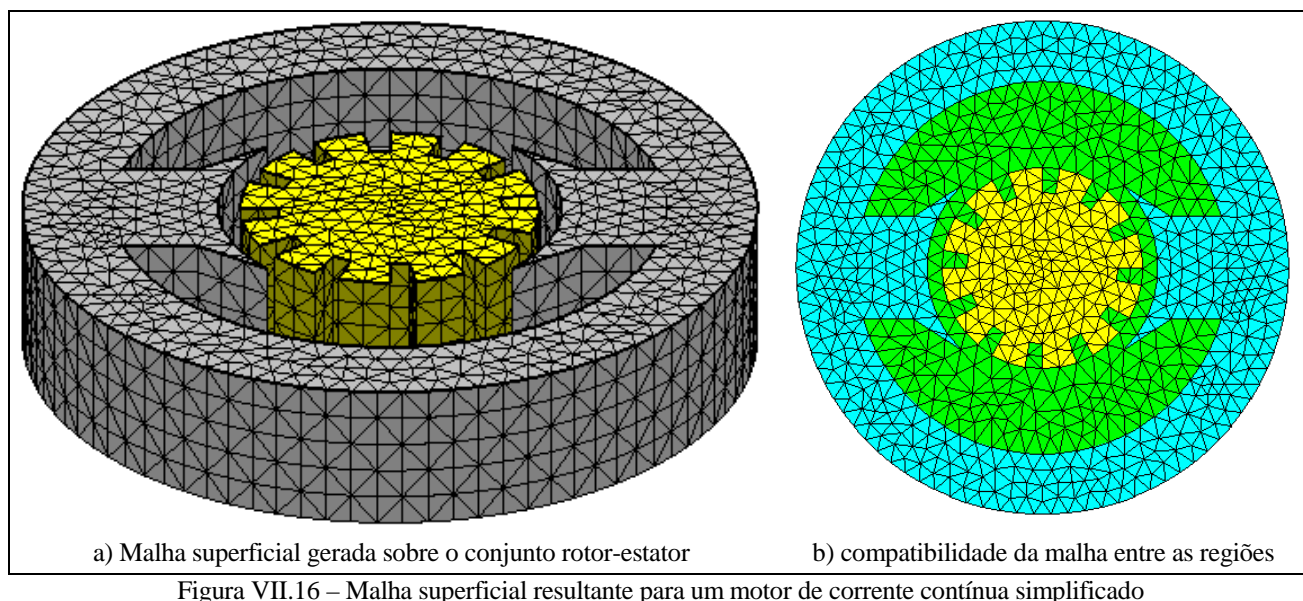 a) Malha superficial gerada sobre o conjunto rotor-estator
b) compatibilidade da malha entre as regiões
Figura VII.16 – Malha superficial resultante para um motor de corrente contínua simplificado